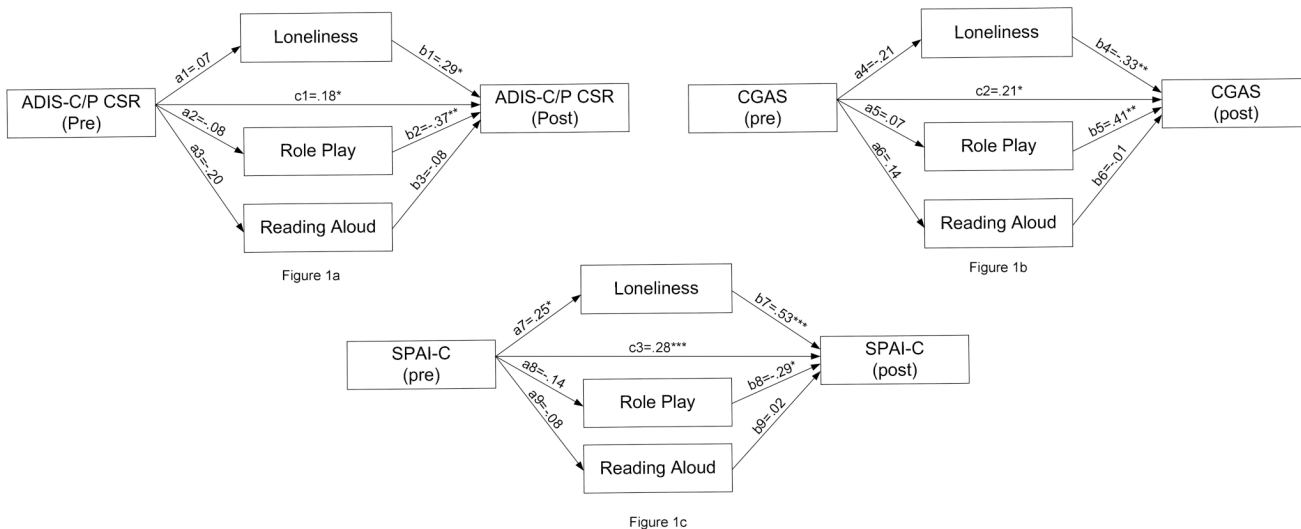 Loneliness
a1=.07
b1=.29*
ADIS-C/P CSR
(Pre)
c1=.18*
ADIS-C/P CSR
(Post)
a2=-.08
b2=-.37**
Role Play
a3=-.20
b3=-.08
Reading Aloud
Figure 1a
Loneliness
a4=-.21
b4=-.33**
CGAS
(pre)
c2=.21*
CGAS
(post)
a5=.07
b5=.41**
Role Play
a6=.14
b6=-.01
Reading Aloud
Figure 1b
Loneliness
a7=.25*
b7=.53***
SPAI-C
(pre)
c3=.28***
SPAI-C
(post)
a8=-.14
b8=-.29*
Role Play
a9=-.08
b9=.02
Reading Aloud
Figure 1c